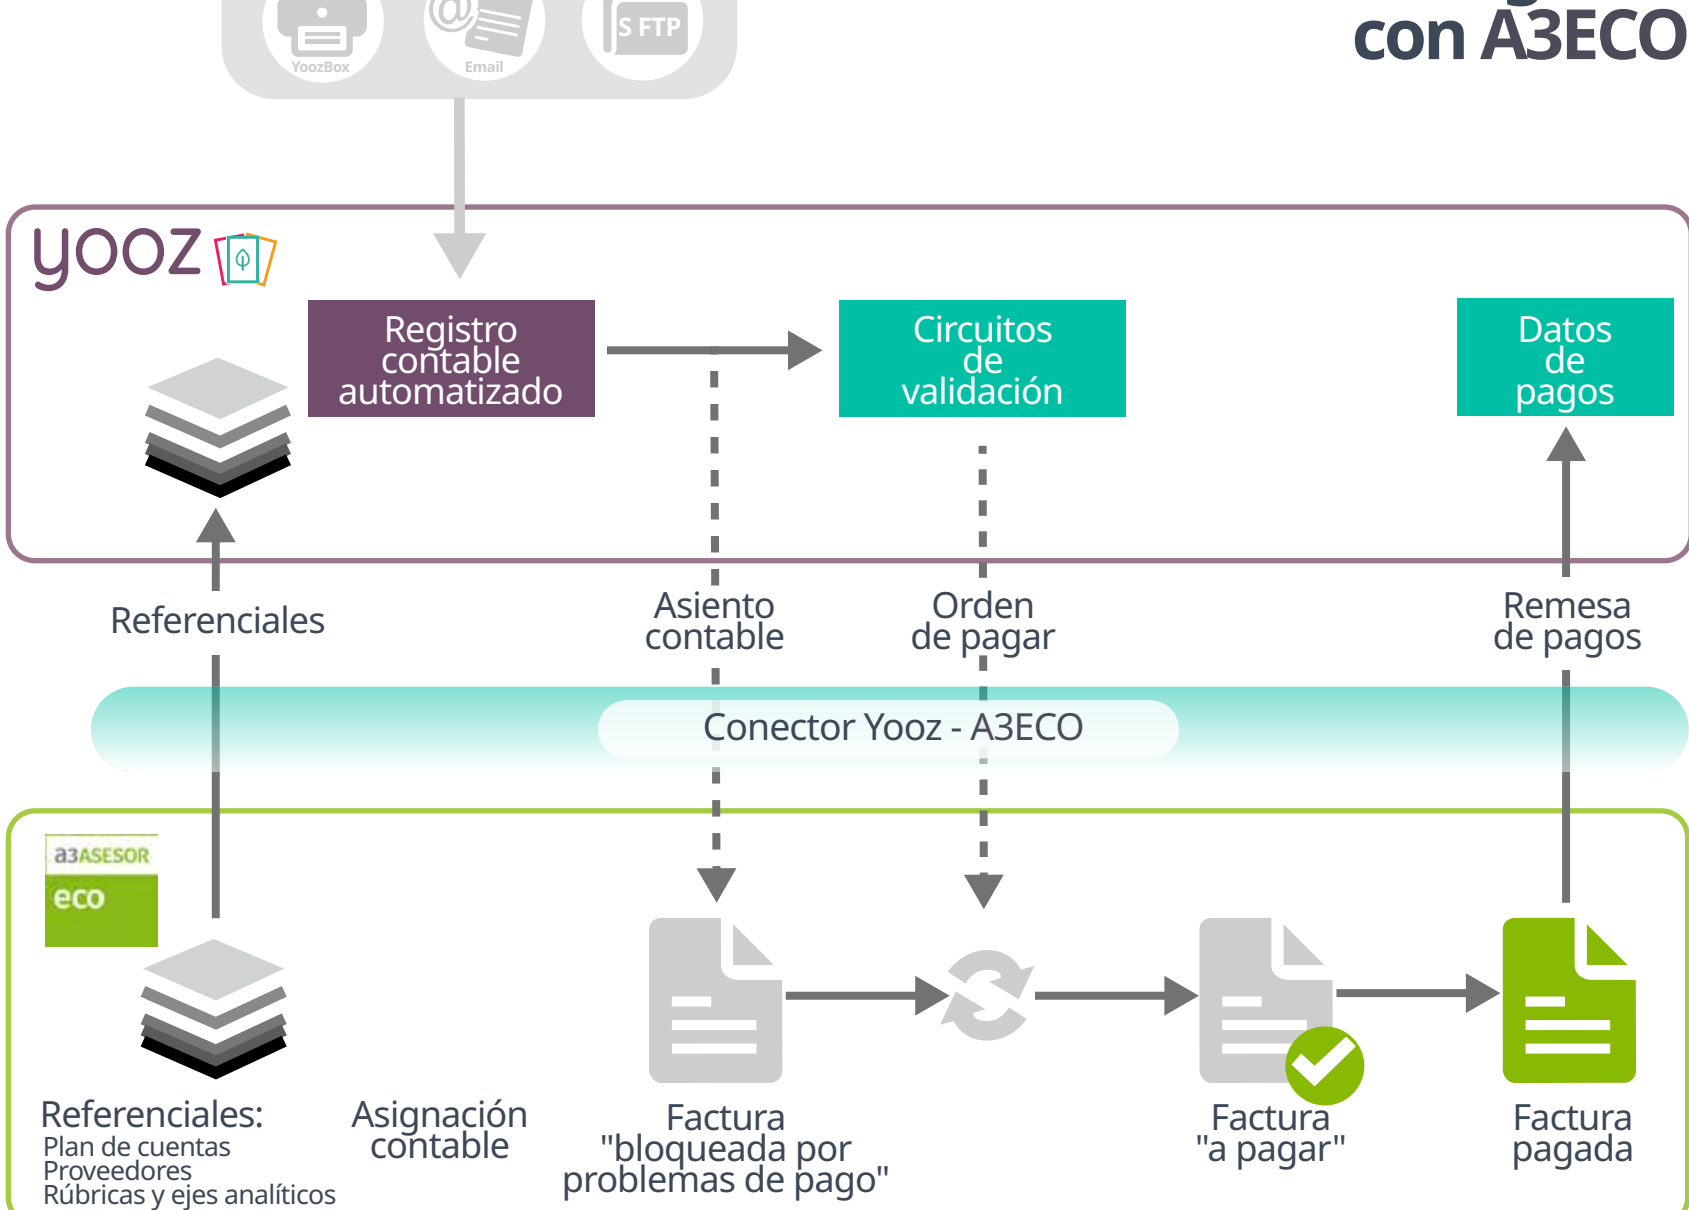 con A3ECO
YoozBox
@
Email
S FTP
yooz
Registro
contable
automatizado
Circuitos
de
validación
Datos
de
pagos
Referenciales
Asiento
contable
Orden
de pagar
Remesa
de pagos
Conector Yooz - A3ECO
a3ASESOR
eco
Referenciales:
Plan de cuentas
Proveedores
Rúbricas y ejes analíticos
Asignación
contable
Factura
"bloqueada por
problemas de pago"
Factura
"a pagar"
Factura
pagada